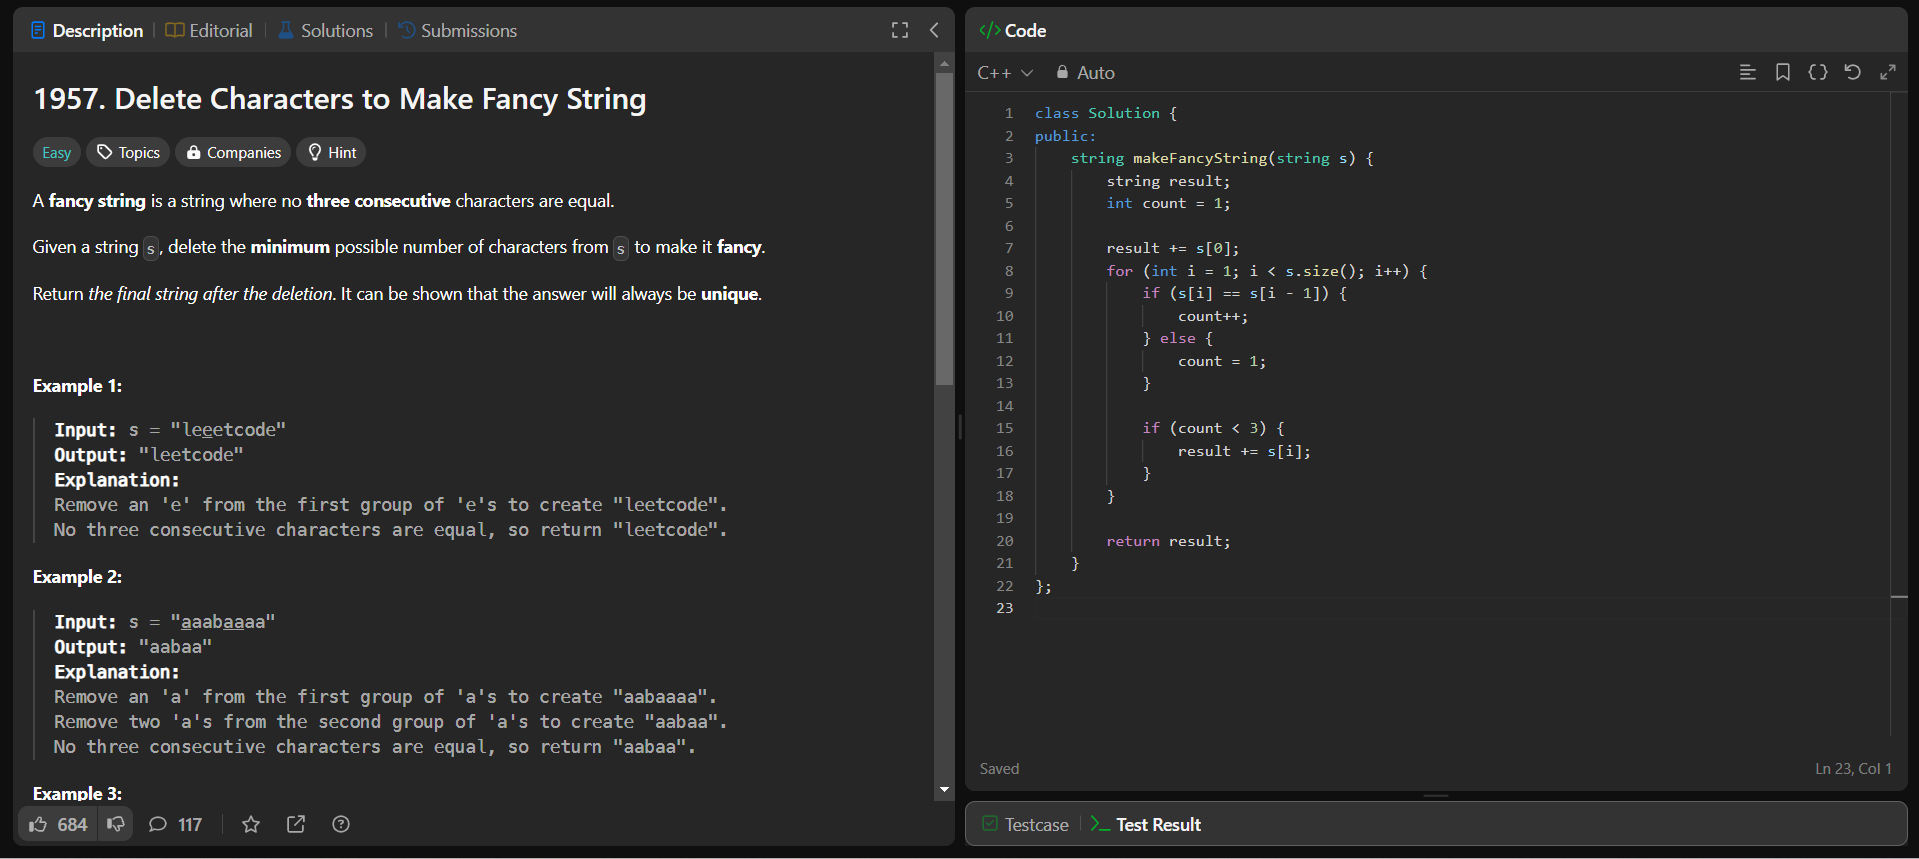 Description
Editorial
Solutions
Submissions
1957. Delete Characters to Make Fancy String
Easy
Topics
Companies
Hint
A fancy string is a string where no three consecutive characters are equal.
Given a string s, delete the minimum possible number of characters from s to make it fancy.
Return the final string after the deletion. It can be shown that the answer will always be unique.
Example 1:
Input: s = "leeetcode"
Output: "leetcode"
Explanation:
Remove an 'e' from the first group of 'e's to create "leetcode".
No three consecutive characters are equal, so return "leetcode".
Example 2:
Input: s = "aaabaaaa"
Output: "aabaa"
Explanation:
Remove an 'a' from the first group of 'a's to create "aabaaaa".
Remove two 'a's from the second group of 'a's to create "aabaa".
No three consecutive characters are equal, so return "aabaa".
Example 3:
684
117
</> Code
C++
Auto
1 class Solution {
2 public:
3     string makeFancyString(string s) {
4         string result;
5         int count = 1;
6
7         result += s[0];
8         for (int i = 1; i < s.size(); i++) {
9             if (s[i] == s[i - 1]) {
10                 count++;
11             } else {
12                 count = 1;
13             }
14
15             if (count < 3) {
16                 result += s[i];
17             }
18         }
19
20         return result;
21     }
22 };
23
Saved
Ln 23, Col 1
Testcase
Test Result